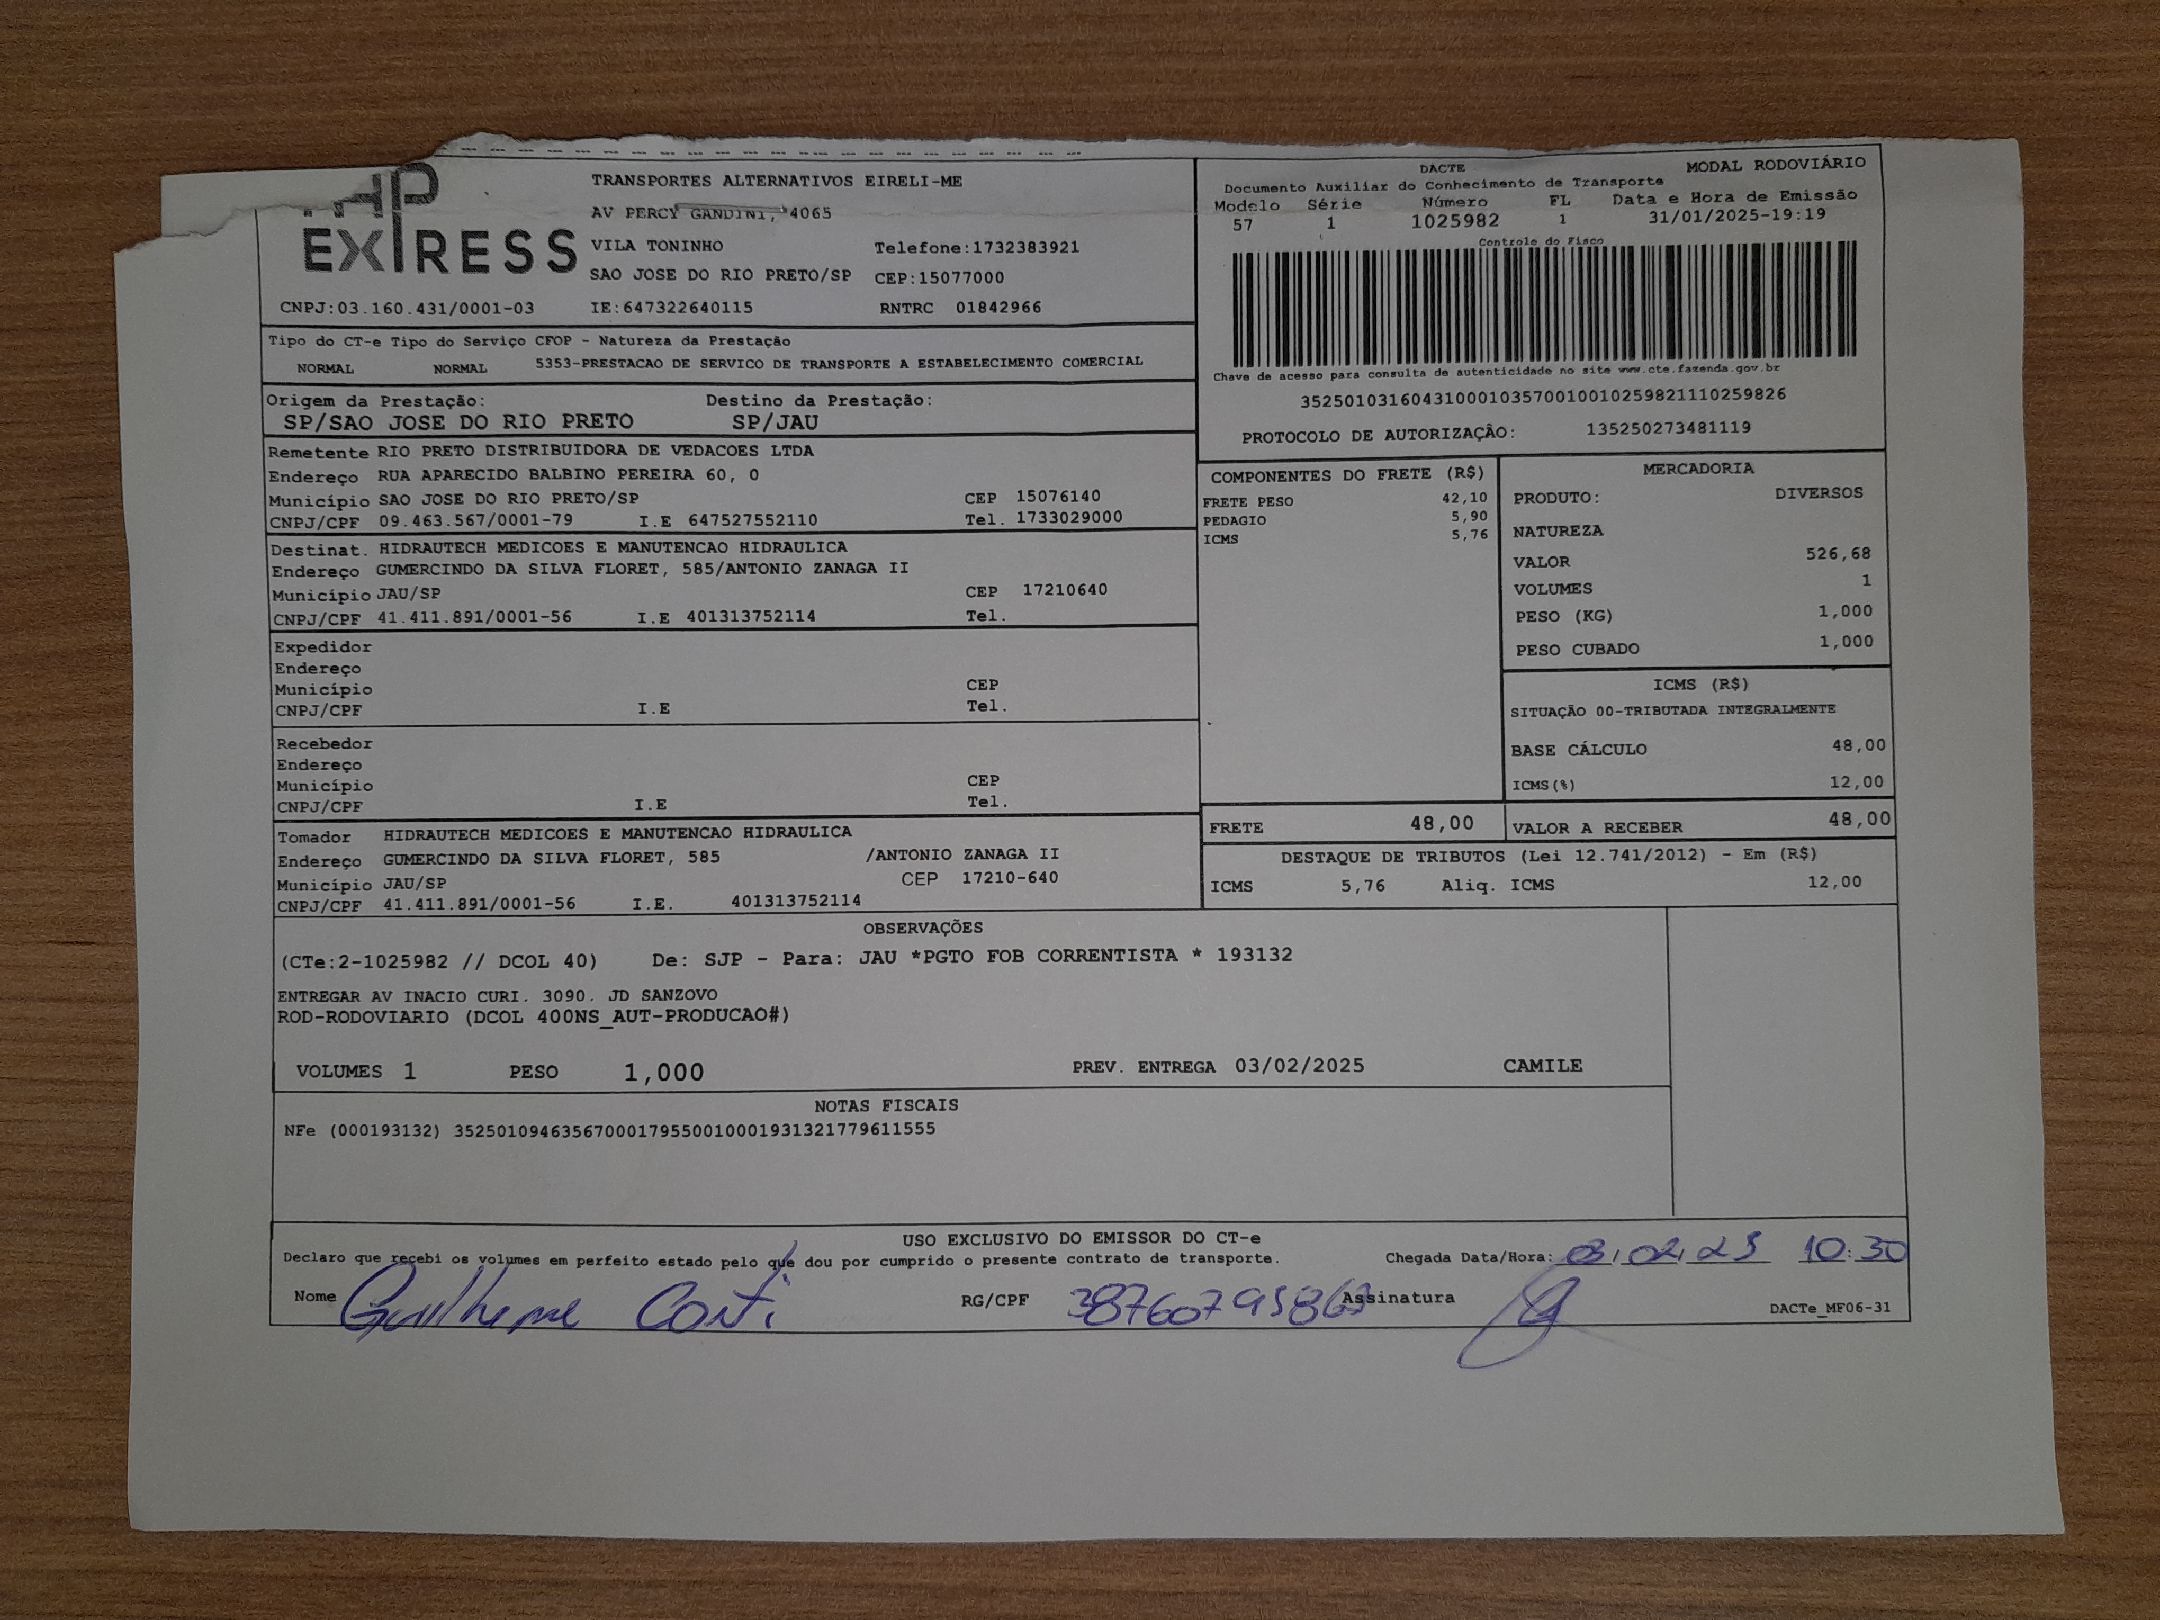 EXPRESS
TRANSPORTES ALTERNATIVOS EIRELI-ME
AV PERCY GANDINI, 4065
VILA TONINHO Telefone:1732383921
SAO JOSE DO RIO PRETO/SP CEP:15077000
CNPJ:03.160.431/0001-03 IE:647322640115 RNTRC 01842966
DACTE MODAL RODOVIÁRIO
Documento Auxiliar do Conhecimento de Transporte
Modelo Série Número FL Data e Hora de Emissão
57 1 1025982 1 31/01/2025-19:19
Controle do Fisco
Chave de acesso para consulta de autenticidade no site www.cte.fazenda.gov.br
35250103160431000103570010010259821110259826
PROTOCOLO DE AUTORIZAÇÃO: 135250273481119
Tipo do CT-e Tipo do Serviço CFOP - Natureza da Prestação
NORMAL NORMAL 5353-PRESTACAO DE SERVICO DE TRANSPORTE A ESTABELECIMENTO COMERCIAL
Origem da Prestação: Destino da Prestação:
SP/SAO JOSE DO RIO PRETO SP/JAU
Remetente RIO PRETO DISTRIBUIDORA DE VEDACOES LTDA
Endereço RUA APARECIDO BALBINO PEREIRA 60, 0
Município SAO JOSE DO RIO PRETO/SP CEP 15076140
CNPJ/CPF 09.463.567/0001-79 I.E 647527552110 Tel. 1733029000
Destinat. HIDRAUTECH MEDICOES E MANUTENCAO HIDRAULICA
Endereço GUMERCINDO DA SILVA FLORET, 585/ANTONIO ZANAGA II
Município JAU/SP CEP 17210640
CNPJ/CPF 41.411.891/0001-56 I.E 401313752114 Tel.
Expedidor
Endereço
Município CEP
CNPJ/CPF I.E Tel.
Recebedor
Endereço
Município CEP
CNPJ/CPF I.E Tel.
Tomador HIDRAUTECH MEDICOES E MANUTENCAO HIDRAULICA
Endereço GUMERCINDO DA SILVA FLORET, 585 /ANTONIO ZANAGA II
Município JAU/SP CEP 17210-640
CNPJ/CPF 41.411.891/0001-56 I.E. 401313752114
COMPONENTES DO FRETE (R$)
FRETE PESO 42,10
PEDAGIO 5,90
ICMS 5,76
MERCADORIA
PRODUTO: DIVERSOS
NATUREZA
VALOR 526,68
VOLUMES 1
PESO (KG) 1,000
PESO CUBADO 1,000
ICMS (R$)
SITUAÇÃO 00-TRIBUTADA INTEGRALMENTE
BASE CÁLCULO 48,00
ICMS(%) 12,00
FRETE 48,00 VALOR A RECEBER 48,00
DESTAQUE DE TRIBUTOS (Lei 12.741/2012) - Em (R$)
ICMS 5,76 Aliq. ICMS 12,00
OBSERVAÇÕES
(CTe:2-1025982 // DCOL 40) De: SJP - Para: JAU *PGTO FOB CORRENTISTA * 193132
ENTREGAR AV INACIO CURI. 3090. JD SANZOVO
ROD-RODOVIARIO (DCOL 400NS_AUT-PRODUCAO#)
VOLUMES 1 PESO 1,000 PREV. ENTREGA 03/02/2025 CAMILE
NOTAS FISCAIS
NFe (000193132) 35250109463567000179550010001931321779611555
USO EXCLUSIVO DO EMISSOR DO CT-e
Declaro que recebi os volumes em perfeito estado pelo que dou por cumprido o presente contrato de transporte. Chegada Data/Hora: 03/02/25 10:30
Nome Guilherme Conti RG/CPF 38760795863 Assinatura
DACTe_MF06-31